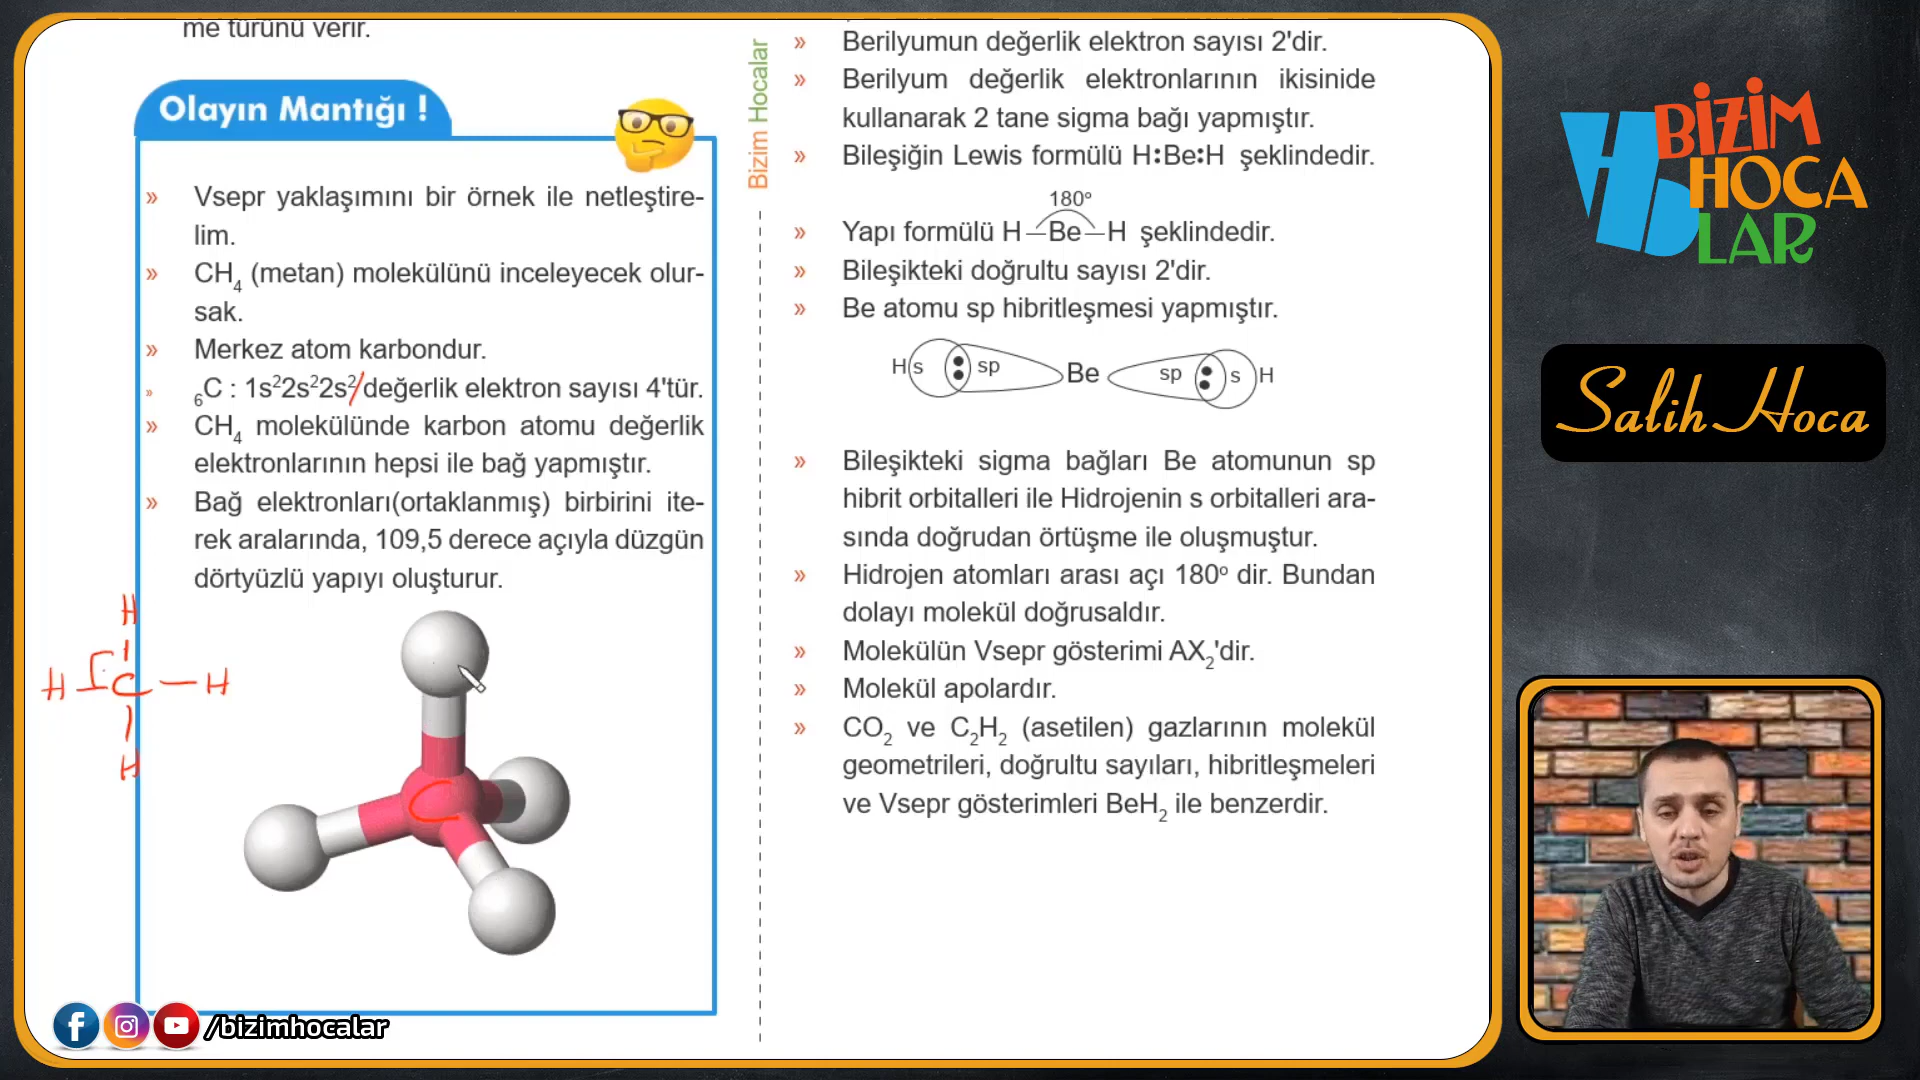 me türünü verir.
Olayın Mantığı !
» Vsepr yaklaşımını bir örnek ile netleştire-
lim.
» CH₄ (metan) molekülünü inceleyecek olur-
sak.
» Merkez atom karbondur.
» ₆C : 1s²2s²2s²/değerlik elektron sayısı 4'tür.
» CH₄ molekülünde karbon atomu değerlik
elektronlarının hepsi ile bağ yapmıştır.
» Bağ elektronları(ortaklanmış) birbirini ite-
rek aralarında, 109,5 derece açıyla düzgün
dörtyüzlü yapıyı oluşturur.
H
H C — H
H
C
/bizimhocalar
Bizim Hocalar
» Berilyumun değerlik elektron sayısı 2'dir.
» Berilyum değerlik elektronlarının ikisinide
kullanarak 2 tane sigma bağı yapmıştır.
» Bileşiğin Lewis formülü H:Be:H şeklindedir.
180º
» Yapı formülü H—Be—H şeklindedir.
» Bileşikteki doğrultu sayısı 2'dir.
» Be atomu sp hibritleşmesi yapmıştır.
H s sp Be sp s H
» Bileşikteki sigma bağları Be atomunun sp
hibrit orbitalleri ile Hidrojenin s orbitalleri ara-
sında doğrudan örtüşme ile oluşmuştur.
» Hidrojen atomları arası açı 180º dir. Bundan
dolayı molekül doğrusaldır.
» Molekülün Vsepr gösterimi AX₂'dir.
» Molekül apolardır.
» CO₂ ve C₂H₂ (asetilen) gazlarının molekül
geometrileri, doğrultu sayıları, hibritleşmeleri
ve Vsepr gösterimleri BeH₂ ile benzerdir.
BİZİM
HOCA
LAR
Salih Hoca